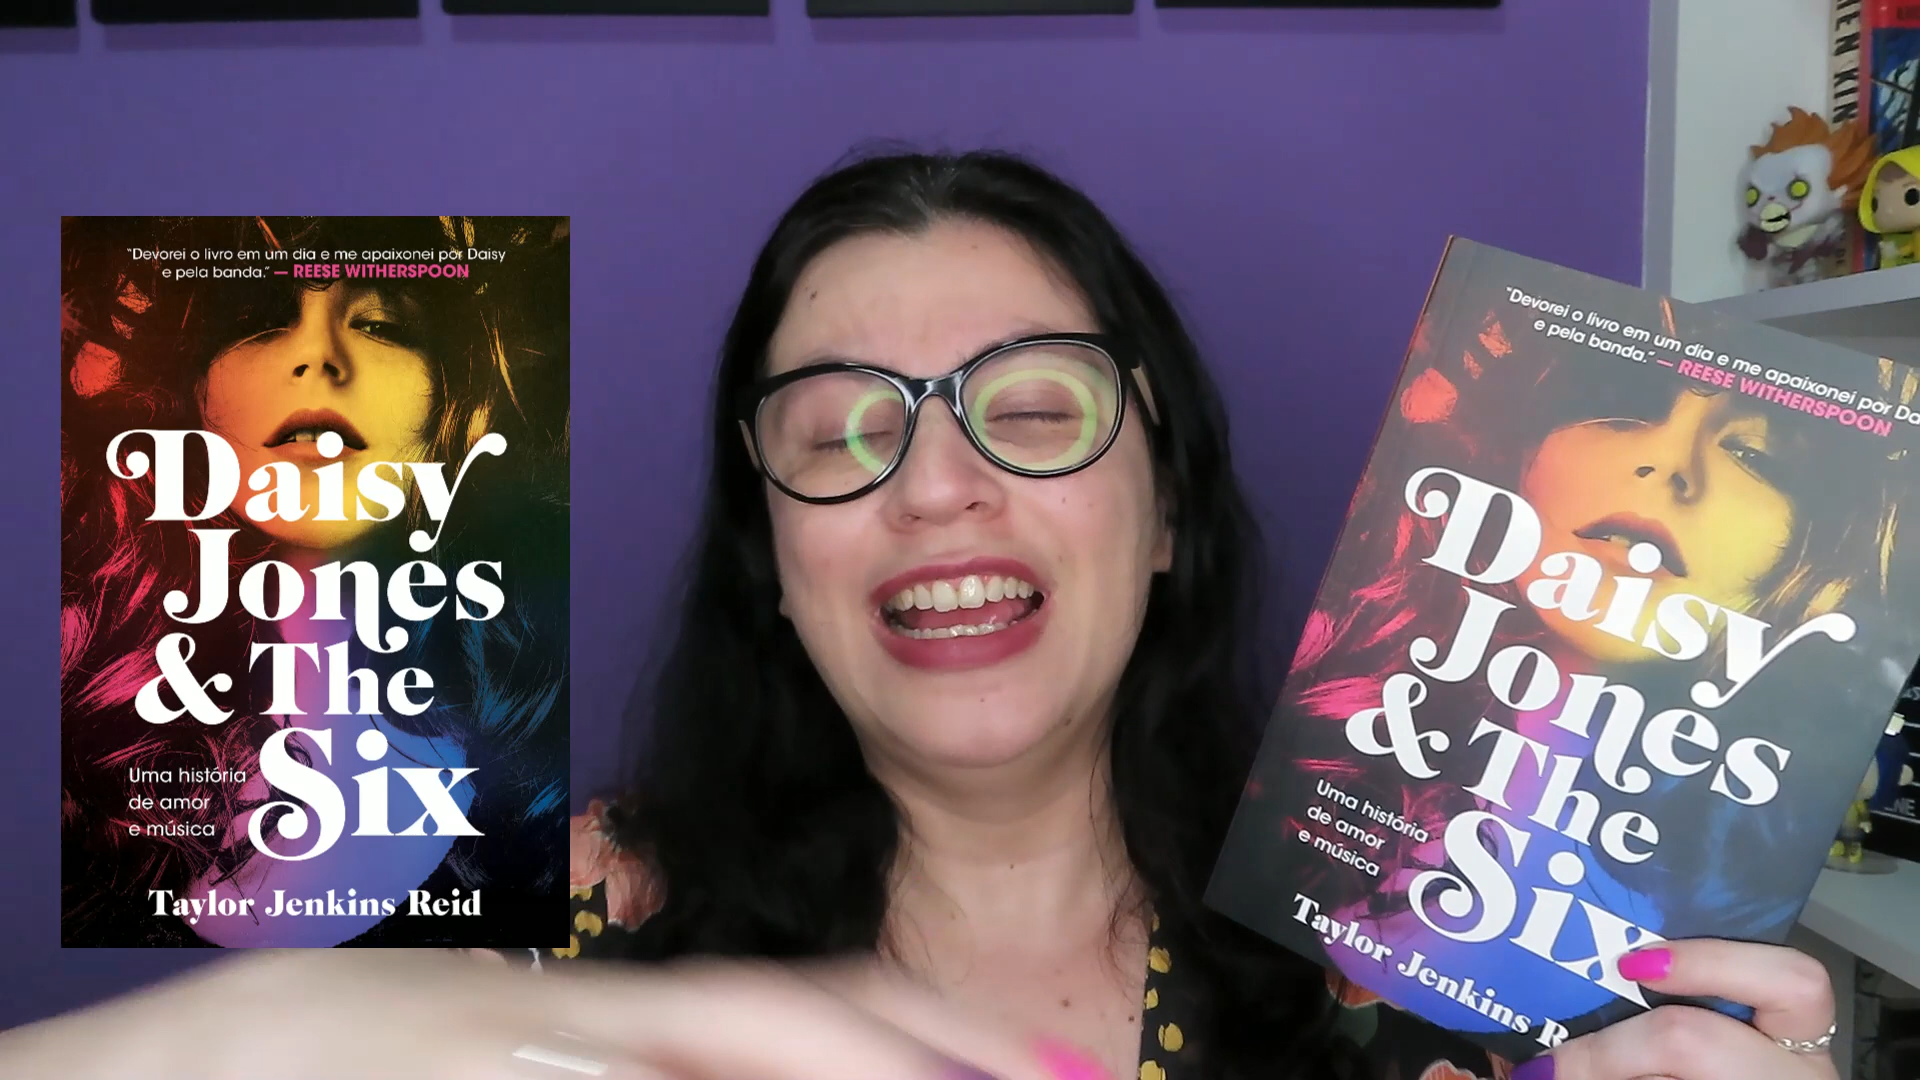 "Devorei o livro em um dia e me apaixonei por Daisy
e pela banda." — REESE WITHERSPOON
Daisy
Jones
& The
Six
Uma história
de amor
e música
Taylor Jenkins Reid
"Devorei o livro em um dia e me apaixonei por Da
e pela banda." — REESE WITHERSPOON
Daisy
Jones
& The
Six
Uma história
de amor
e música
Taylor Jenkins R